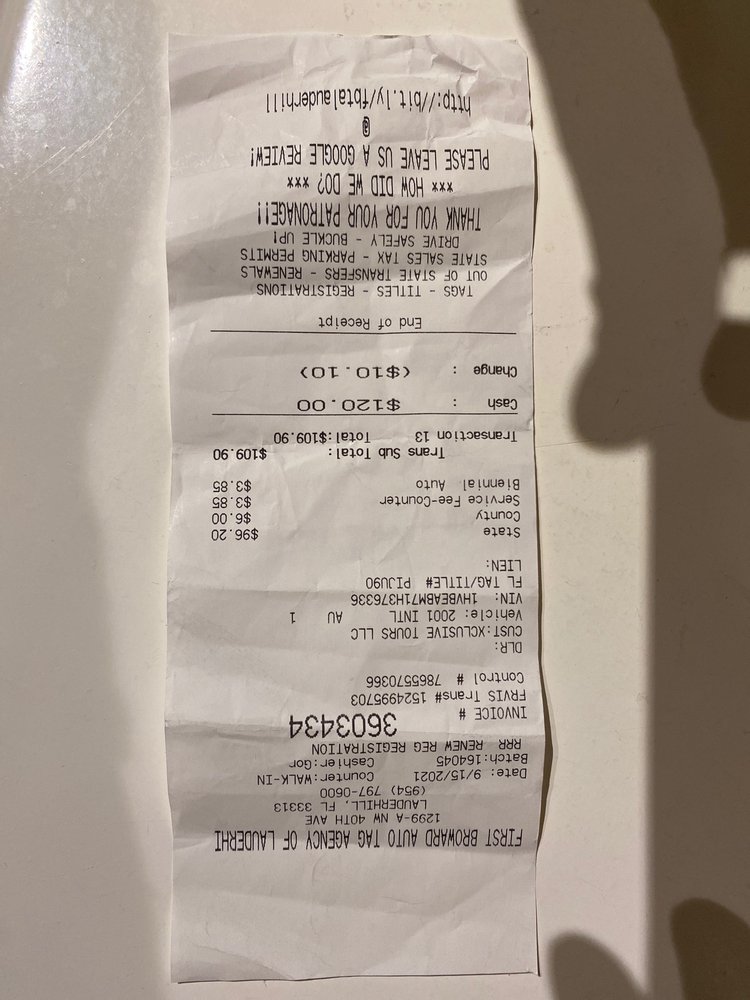 FIRST BROWARD AUTO TAG AGENCY OF LAUDERHI
1299-A NW 40TH AVE
LAUDERHILL, FL 33313
(954) 797-0600
Date: 9/15/2021 Counter:WALK-IN
Batch:164045 Cashier:Gor
RRR RENEW REG REGISTRATION
INVOICE # 3603434
FRVIS Trans# 1524995703
Control # 7865570366
DLR:
CUST:XCLUSIVE TOURS LLC
Vehicle: 2001 INTL AU 1
VIN: 1HVBEABM71H376336
FL TAG/TITLE# PIJU90
LIEN:
State $96.20
County $6.00
Service Fee-Counter $3.85
Biennial Auto $3.85
Trans Sub Total: $109.90
Transaction 13 Total:$109.90
Cash : $120.00
Change : ($10.10)
End of Receipt
TAGS - TITLES - REGISTRATIONS
OUT OF STATE TRANSFERS - RENEWALS
STATE SALES TAX - PARKING PERMITS
DRIVE SAFELY - BUCKLE UP!
THANK YOU FOR YOUR PATRONAGE!!
*** HOW DID WE DO? ***
PLEASE LEAVE US A GOOGLE REVIEW!
@
http://bit.ly/fbtalauderhill